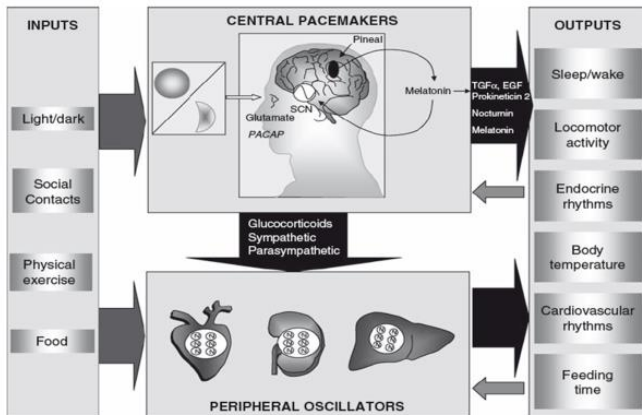 INPUTS
Light/dark
Social
Contacts
Physical
exercise
Food
CENTRAL PACEMAKERS
Pineal
Melatonin
SCN
Glutamate
PACAP
TGFα, EGF
Prokineticin 2
Nocturnin
Melatonin
Glucocorticoids
Sympathetic
Parasympathetic
PERIPHERAL OSCILLATORS
OUTPUTS
Sleep/wake
Locomotor
activity
Endocrine
rhythms
Body
temperature
Cardiovascular
rhythms
Feeding
time